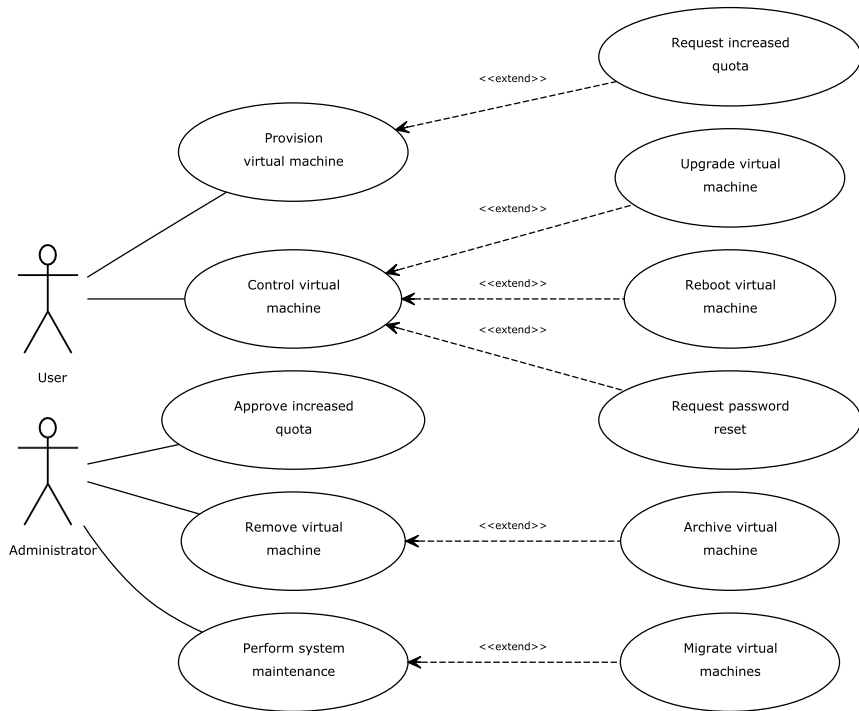 Request increased
quota
<<extend>>
Provision
virtual machine
Upgrade virtual
machine
<<extend>>
Control virtual
machine
<<extend>>
Reboot virtual
machine
<<extend>>
User
Approve increased
quota
Request password
reset
Administrator
Remove virtual
machine
<<extend>>
Archive virtual
machine
Perform system
maintenance
<<extend>>
Migrate virtual
machines